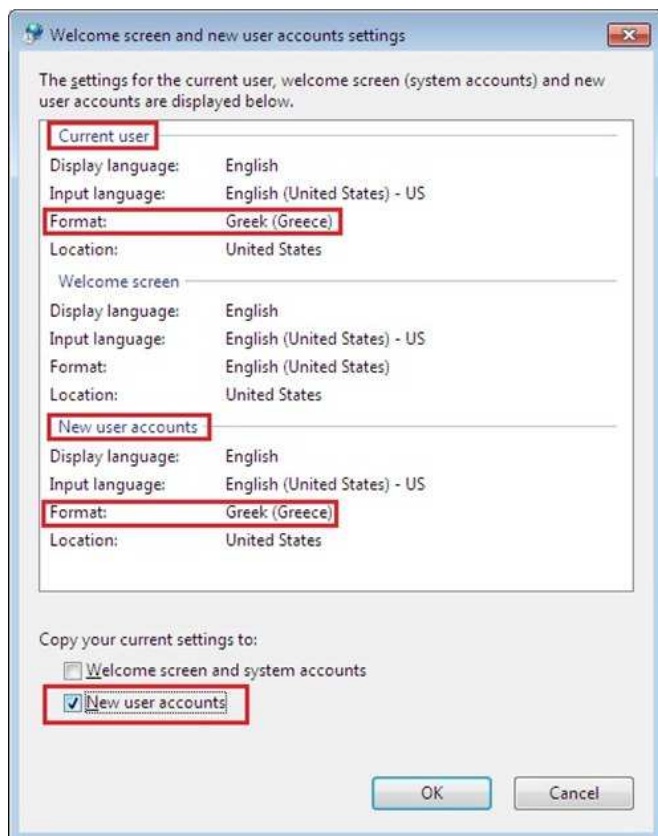 Welcome screen and new user accounts settings
The settings for the current user, welcome screen (system accounts) and new
user accounts are displayed below.
Current user
Display language: English
Input language: English (United States) - US
Format: Greek (Greece)
Location: United States
Welcome screen
Display language: English
Input language: English (United States) - US
Format: English (United States)
Location: United States
New user accounts
Display language: English
Input language: English (United States) - US
Format: Greek (Greece)
Location: United States
Copy your current settings to:
Welcome screen and system accounts
New user accounts
OK Cancel